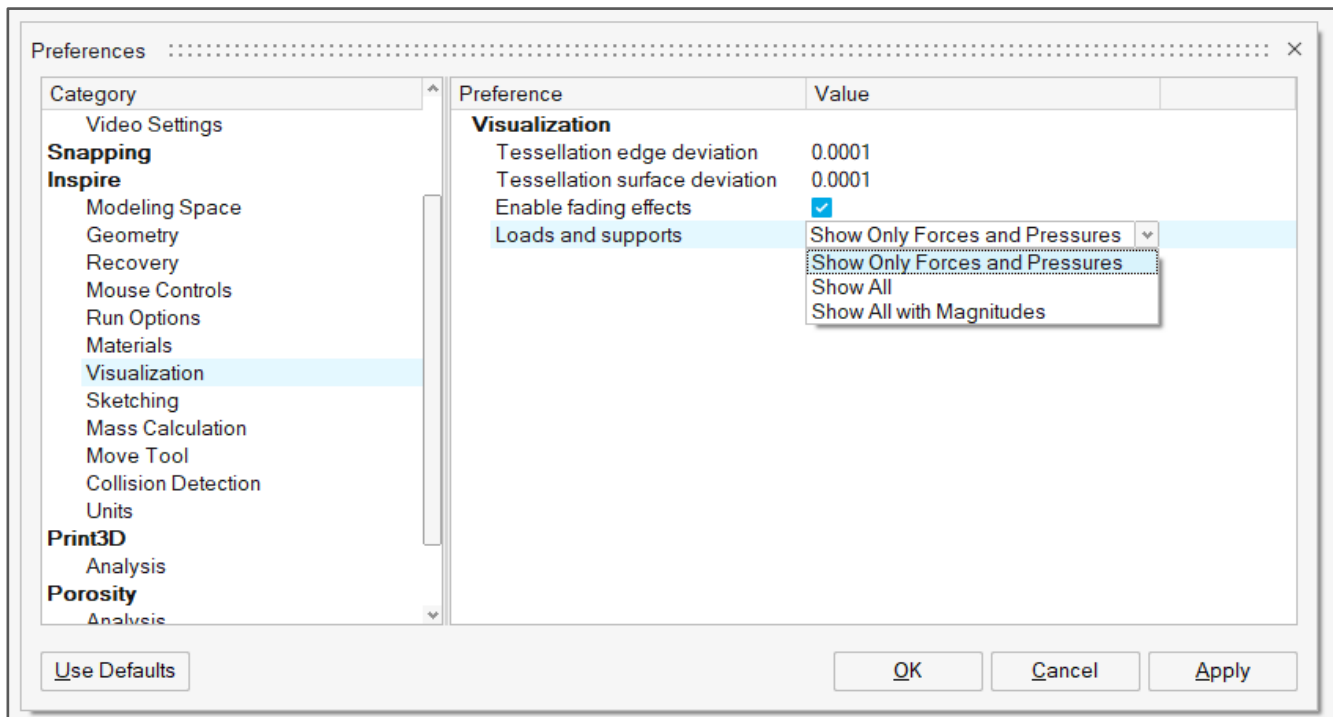 Preferences
Category
Video Settings
Snapping
Inspire
Modeling Space
Geometry
Recovery
Mouse Controls
Run Options
Materials
Visualization
Sketching
Mass Calculation
Move Tool
Collision Detection
Units
Print3D
Analysis
Porosity
Analysis
Preference Value
Visualization
Tessellation edge deviation 0.0001
Tessellation surface deviation 0.0001
Enable fading effects
Loads and supports Show Only Forces and Pressures
Show Only Forces and Pressures
Show All
Show All with Magnitudes
Use Defaults OK Cancel Apply